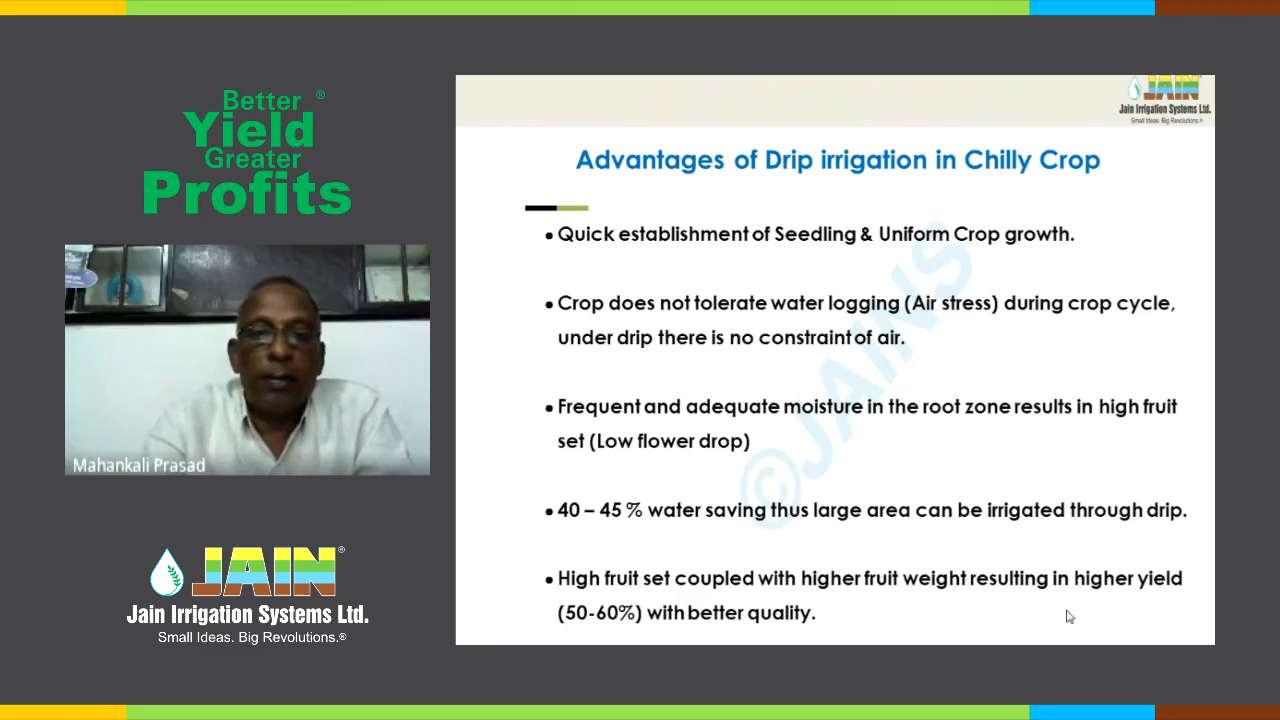 Better ®
Yield
Greater
Profits
Mahankali Prasad
JAIN®
Jain Irrigation Systems Ltd.
Small Ideas. Big Revolutions.®
JAIN
Jain Irrigation Systems Ltd.
Small Ideas. Big Revolutions.®
Advantages of Drip irrigation in Chilly Crop
• Quick establishment of Seedling & Uniform Crop growth.
• Crop does not tolerate water logging (Air stress) during crop cycle,
under drip there is no constraint of air.
• Frequent and adequate moisture in the root zone results in high fruit
set (Low flower drop)
• 40 – 45 % water saving thus large area can be irrigated through drip.
• High fruit set coupled with higher fruit weight resulting in higher yield
(50-60%) with better quality.
©JAINS